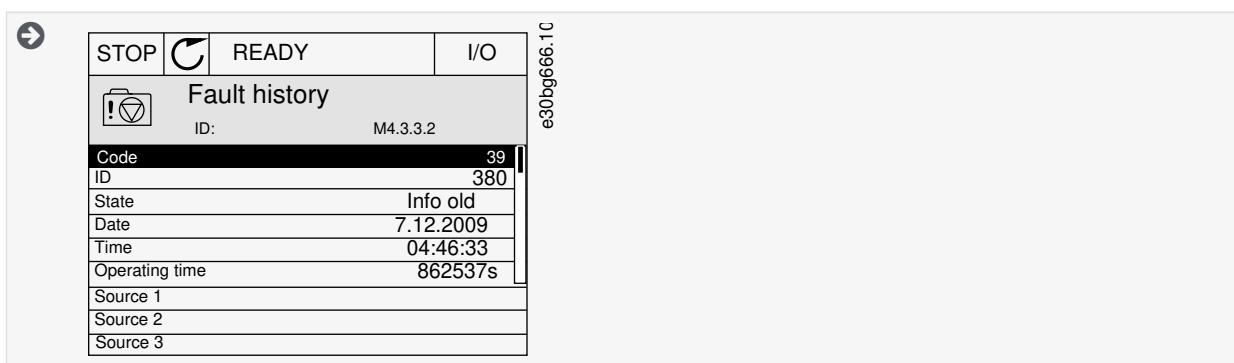 STOP READY I/O
Fault history
ID: M4.3.3.2
Code 39
ID 380
State Info old
Date 7.12.2009
Time 04:46:33
Operating time 862537s
Source 1
Source 2
Source 3
e30bg666.10